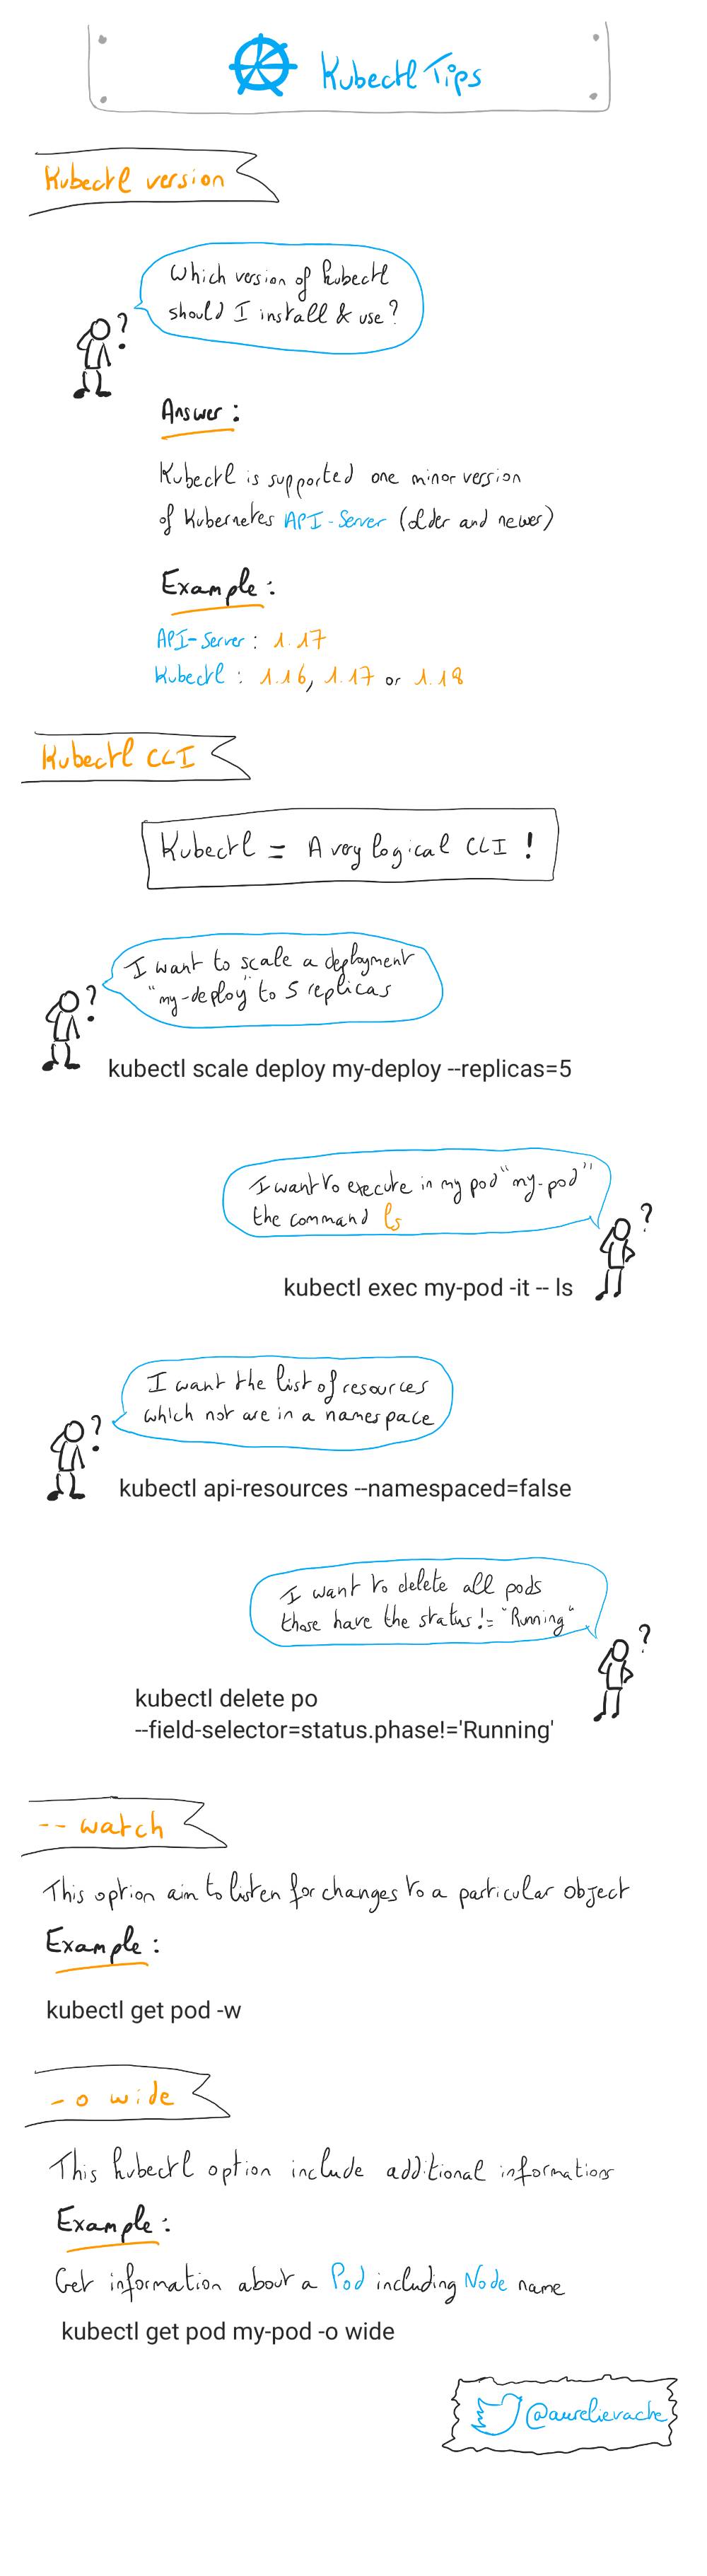 Kubectl Tips
Kubectl version
Which version of kubectl
should I install & use ?
?
Answer :
Kubectl is supported one minor version
of Kubernetes API-Server (older and newer)
Example :
API-Server : 1.17
Kubectl : 1.16, 1.17 or 1.18
Kubectl CLI
Kubectl = A very logical CLI !
I want to scale a deployment
"my-deploy" to 5 replicas
?
kubectl scale deploy my-deploy --replicas=5
I want to execute in my pod "my-pod"
the command ls
?
kubectl exec my-pod -it -- ls
I want the list of resources
which not are in a namespace
?
kubectl api-resources --namespaced=false
I want to delete all pods
those have the status != "Running"
?
kubectl delete po
--field-selector=status.phase!='Running'
-- watch
This option aim to listen for changes to a particular object
Example :
kubectl get pod -w
- o wide
This kubectl option include additional informations
Example :
Get information about a Pod including Node name
kubectl get pod my-pod -o wide
@aurelievache